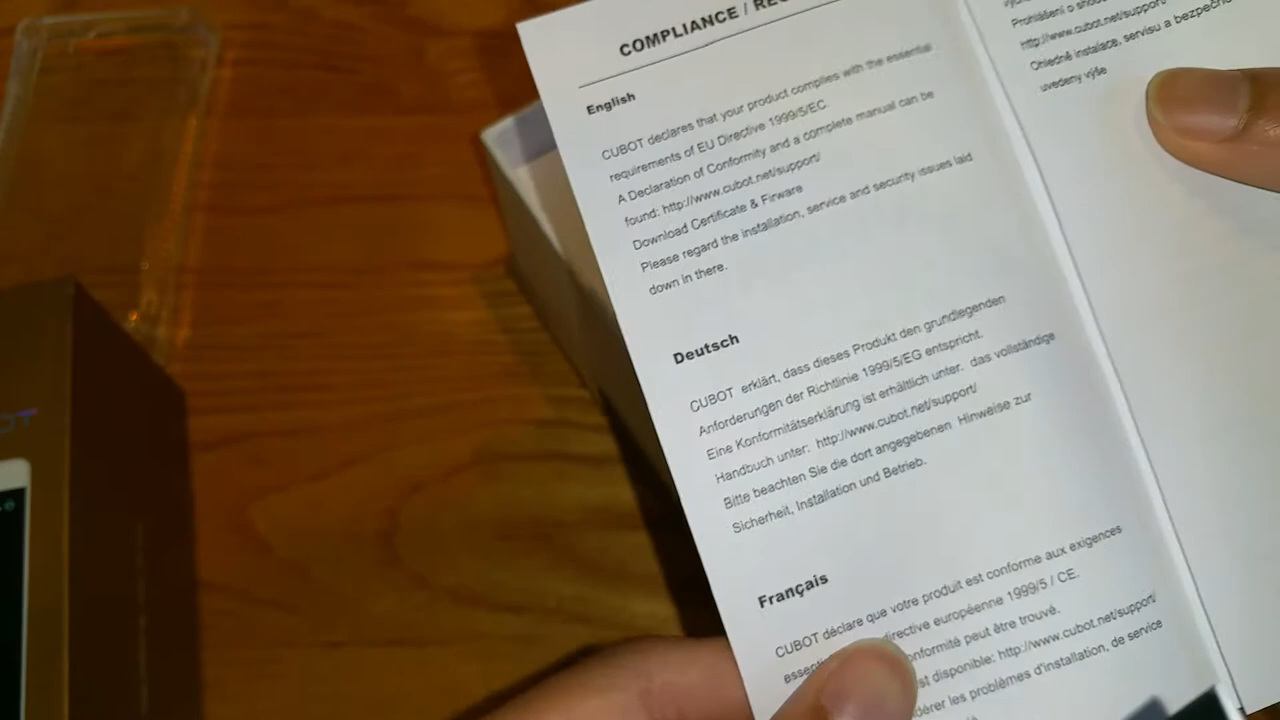 COMPLIANCE /
English
CUBOT declares that your product complies with the essential
requirements of EU Directive 1999/5/EC.
A Declaration of Conformity and a complete manual can be
found: http://www.cubot.net/support/
Download Certificate & Firware
Please regard the installation, service and security issues laid
down in there.
Deutsch
CUBOT erklärt, dass dieses Produkt den grundlegenden
Anforderungen der Richtlinie 1999/5/EG entspricht.
Eine Konformitätserklärung ist erhältlich unter: das vollständige
Handbuch unter: http://www.cubot.net/support/
Bitte beachten Sie die dort angegebenen Hinweise zur
Sicherheit, Installation und Betrieb.
Français
CUBOT déclare que votre produit est conforme aux exigences
directive européenne 1999/5 / CE.
peut être trouvé.
disponible: http://www.cubot.net/support/
les problèmes d'installation, de service
Prohlášení o
http://www.cubot.net/support/
Chledně instalace, servisu a
uvedeny výše